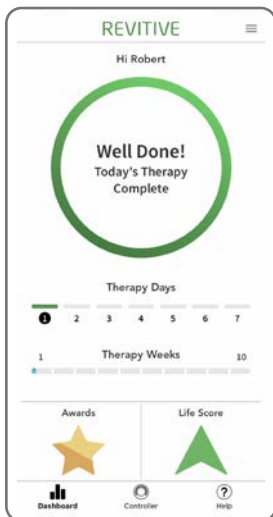 REVITIVE
Hi Robert
Well Done!
Today's Therapy
Complete
Therapy Days
1 2 3 4 5 6 7
1 Therapy Weeks 10
Awards Life Score
Dashboard Controller Help